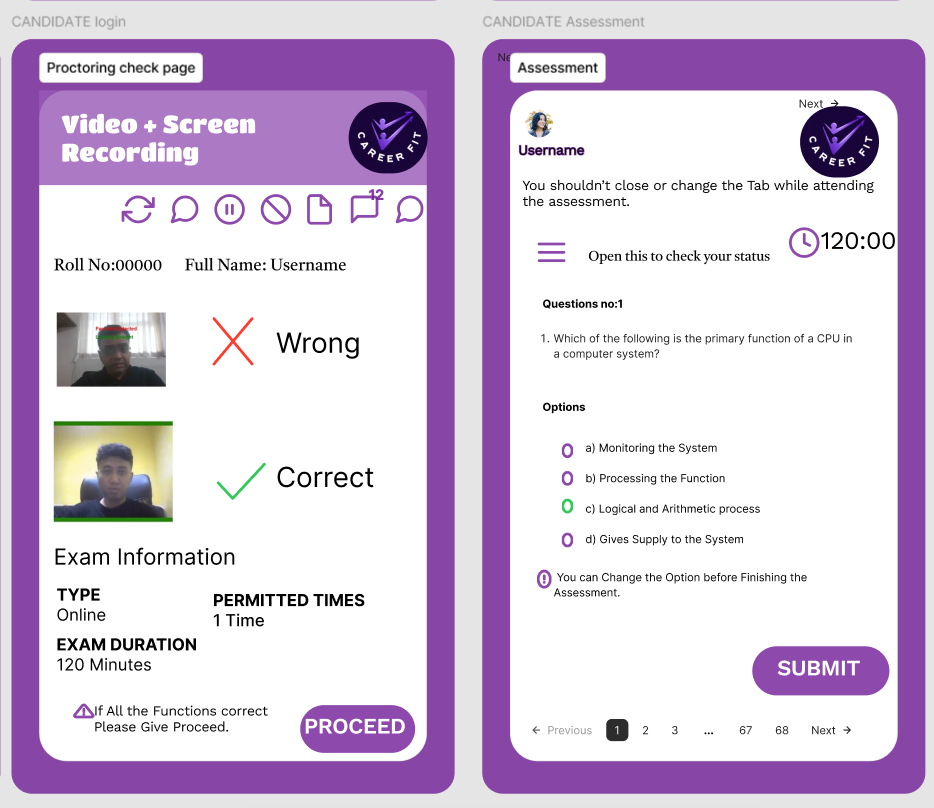 CANDIDATE login
Proctoring check page
Video + Screen
Recording
CAREER FIT
12
Roll No:00000 Full Name: Username
Wrong
Correct
Exam Information
TYPE
Online
PERMITTED TIMES
1 Time
EXAM DURATION
120 Minutes
If All the Functions correct
Please Give Proceed.
PROCEED
CANDIDATE Assessment
Ne
Assessment
Next →
Username
CAREER FIT
You shouldn’t close or change the Tab while attending
the assessment.
120:00
Open this to check your status
Questions no:1
1. Which of the following is the primary function of a CPU in
a computer system?
Options
a) Monitoring the System
b) Processing the Function
c) Logical and Arithmetic process
d) Gives Supply to the System
You can Change the Option before Finishing the
Assessment.
SUBMIT
← Previous 1 2 3 ... 67 68 Next →